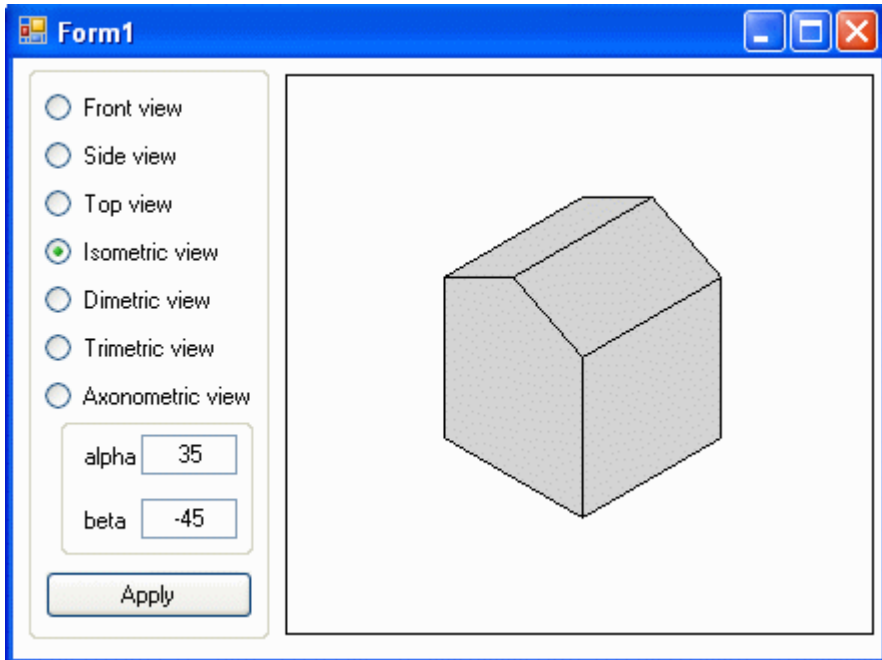 Form1
Front view
Side view
Top view
Isometric view
Dimetric view
Trimetric view
Axonometric view
alpha 35
beta -45
Apply